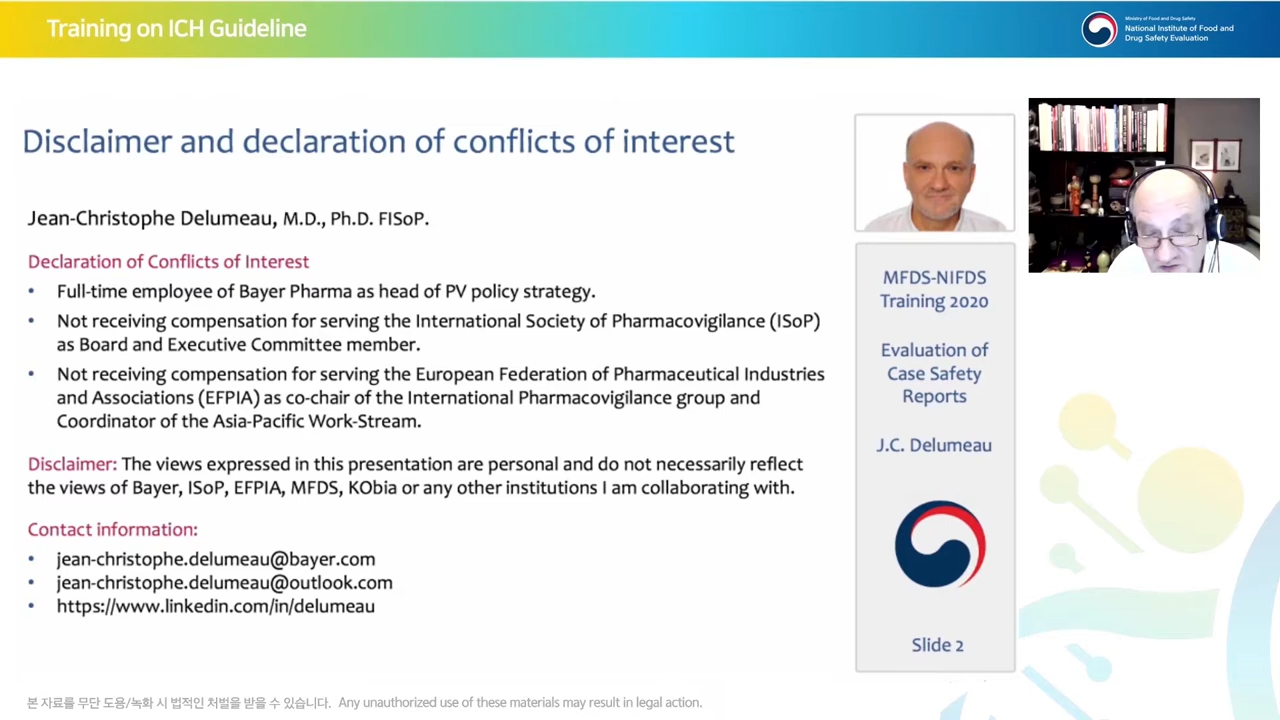 Training on ICH Guideline
Ministry of Food and Drug Safety
National Institute of Food and
Drug Safety Evaluation
Disclaimer and declaration of conflicts of interest
Jean-Christophe Delumeau, M.D., Ph.D. FISoP.
Declaration of Conflicts of Interest
• Full-time employee of Bayer Pharma as head of PV policy strategy.
• Not receiving compensation for serving the International Society of Pharmacovigilance (ISoP)
as Board and Executive Committee member.
• Not receiving compensation for serving the European Federation of Pharmaceutical Industries
and Associations (EFPIA) as co-chair of the International Pharmacovigilance group and
Coordinator of the Asia-Pacific Work-Stream.
Disclaimer: The views expressed in this presentation are personal and do not necessarily reflect
the views of Bayer, ISoP, EFPIA, MFDS, KObia or any other institutions I am collaborating with.
Contact information:
• jean-christophe.delumeau@bayer.com
• jean-christophe.delumeau@outlook.com
• https://www.linkedin.com/in/delumeau
MFDS-NIFDS
Training 2020
Evaluation of
Case Safety
Reports
J.C. Delumeau
Slide 2
본 자료를 무단 도용/녹화 시 법적인 처벌을 받을 수 있습니다. Any unauthorized use of these materials may result in legal action.